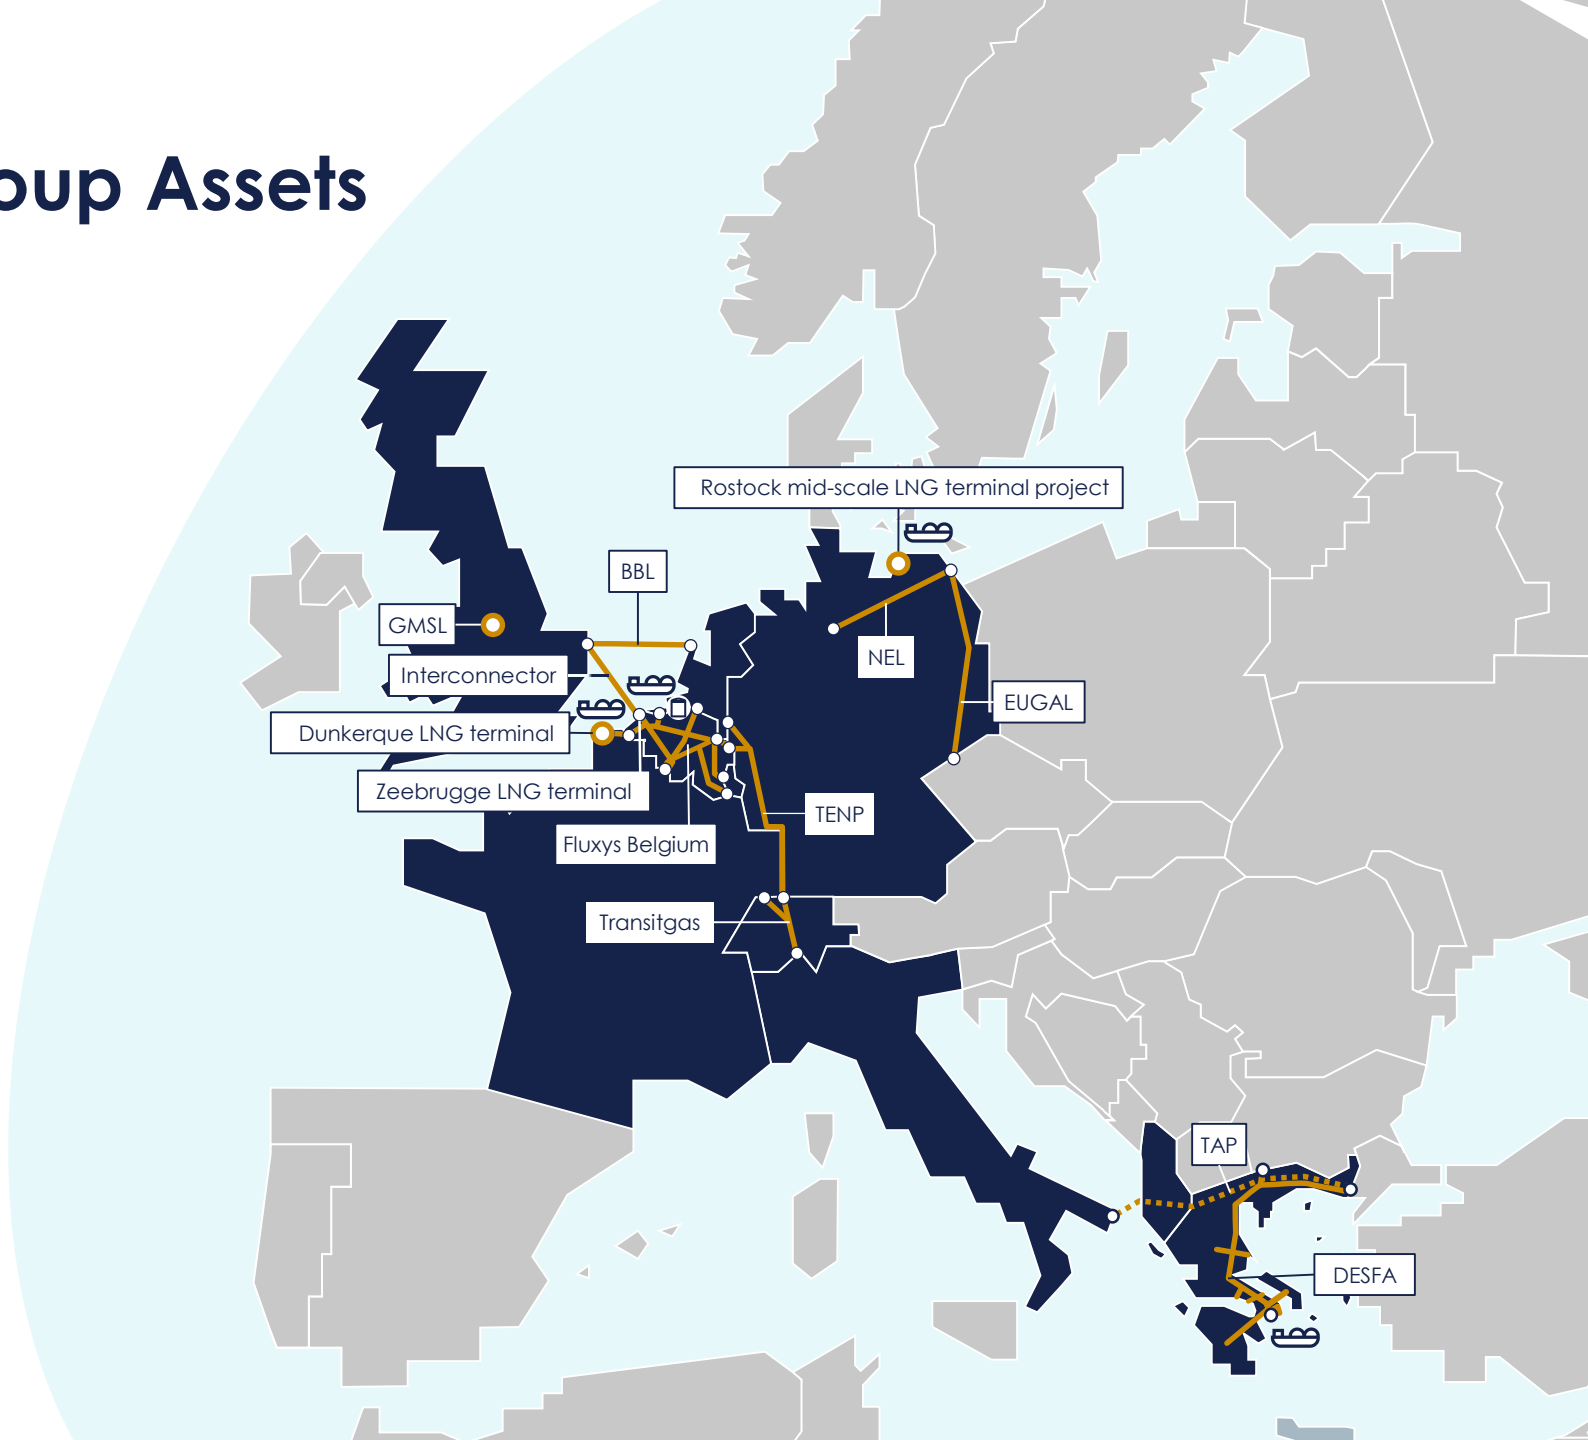 oup Assets
Rostock mid-scale LNG terminal project
BBL
GMSL
NEL
Interconnector
EUGAL
Dunkerque LNG terminal
Zeebrugge LNG terminal
TENP
Fluxys Belgium
Transitgas
TAP
DESFA